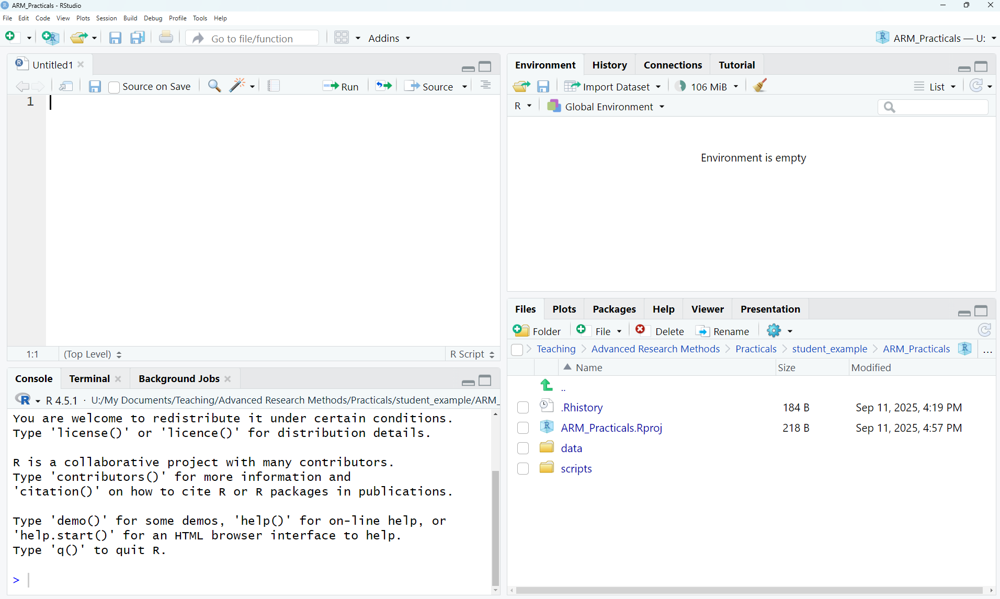 ARM_Practicals - RStudio
File Edit Code View Plots Session Build Debug Profile Tools Help
Go to file/function Addins ARM_Practicals — U:
Untitled1
Source on Save Run Source
1
1:1 (Top Level) R Script
Console Terminal Background Jobs
R 4.5.1 · U:/My Documents/Teaching/Advanced Research Methods/Practicals/student_example/ARM_
You are welcome to redistribute it under certain conditions.
Type 'license()' or 'licence()' for distribution details.
R is a collaborative project with many contributors.
Type 'contributors()' for more information and
'citation()' on how to cite R or R packages in publications.
Type 'demo()' for some demos, 'help()' for on-line help, or
'help.start()' for an HTML browser interface to help.
Type 'q()' to quit R.
>
Environment History Connections Tutorial
Import Dataset 106 MiB List
R Global Environment
Environment is empty
Files Plots Packages Help Viewer Presentation
Folder File Delete Rename
Teaching Advanced Research Methods Practicals student_example ARM_Practicals ...
Name Size Modified
..
.Rhistory 184 B Sep 11, 2025, 4:19 PM
ARM_Practicals.Rproj 218 B Sep 11, 2025, 4:57 PM
data
scripts